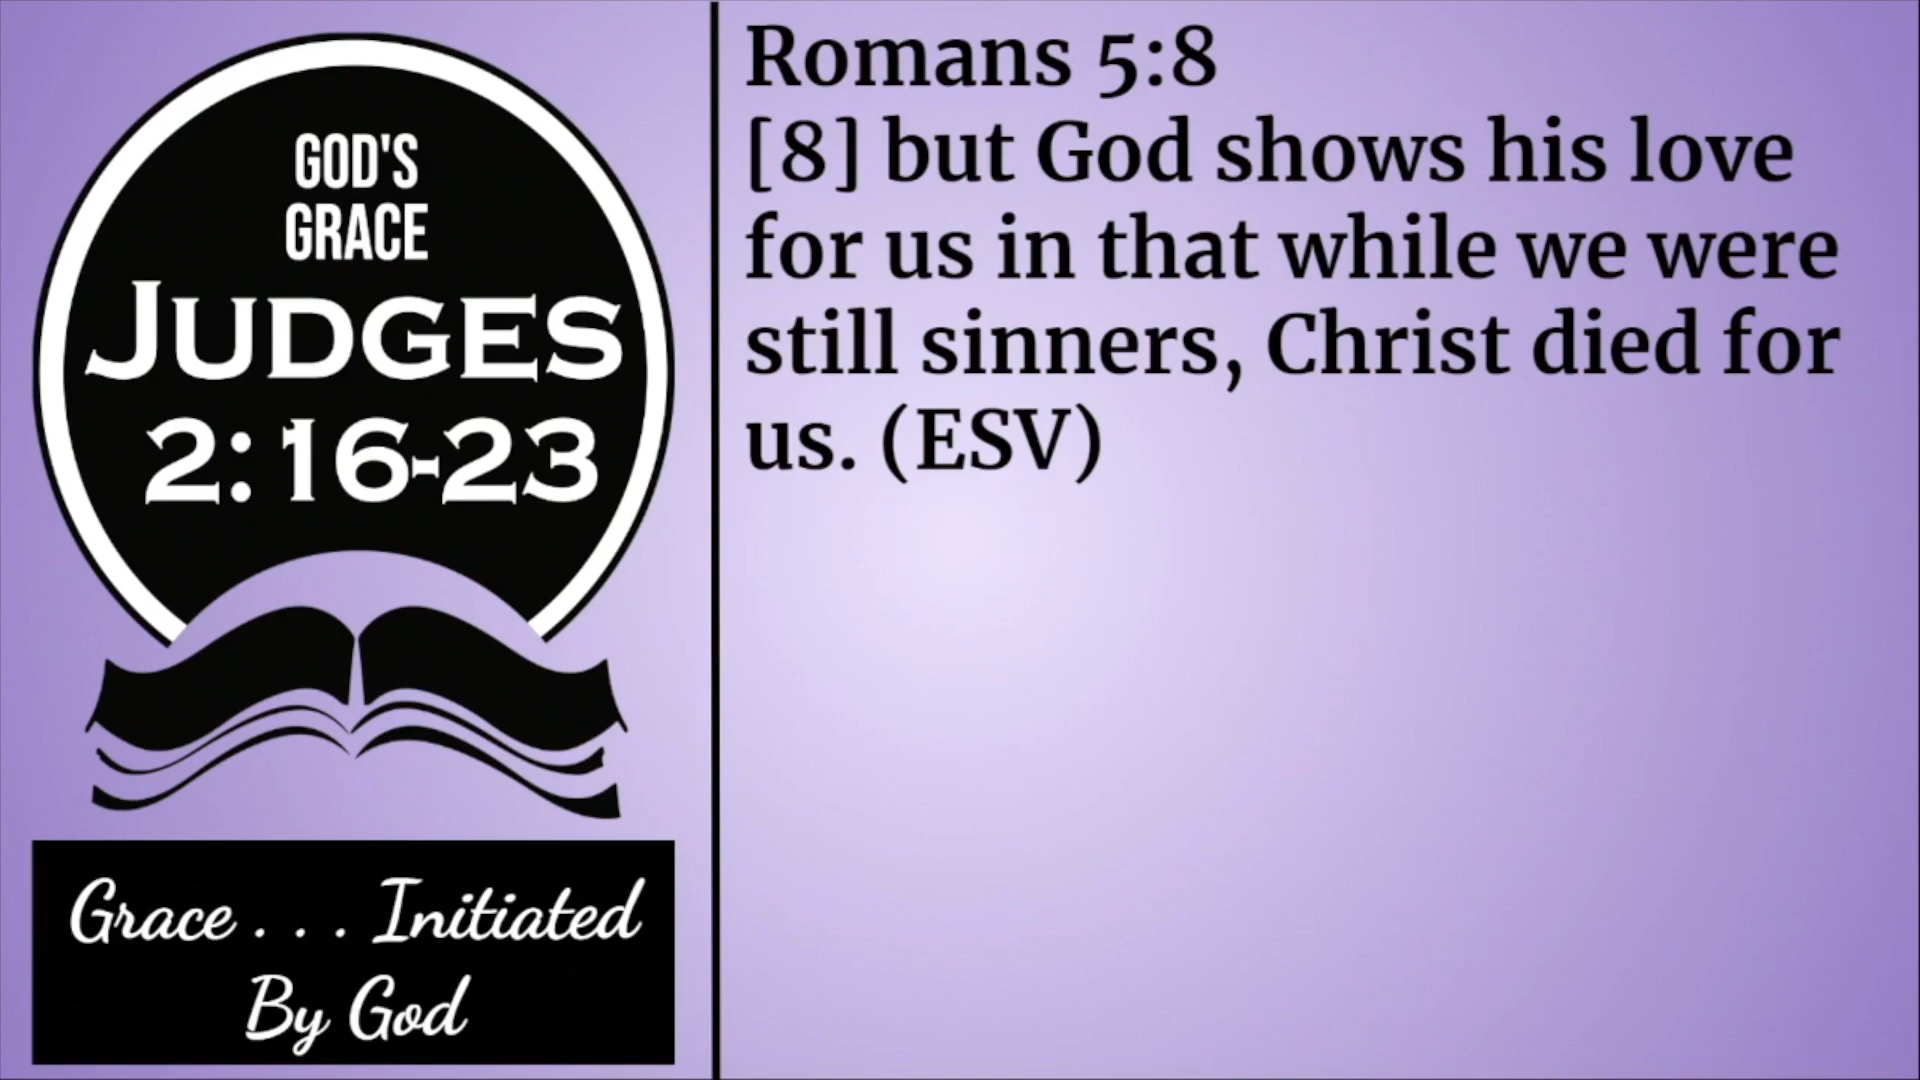 GOD'S
GRACE
JUDGES
2:16-23
Grace . . . Initiated
By God
Romans 5:8
[8] but God shows his love
for us in that while we were
still sinners, Christ died for
us. (ESV)